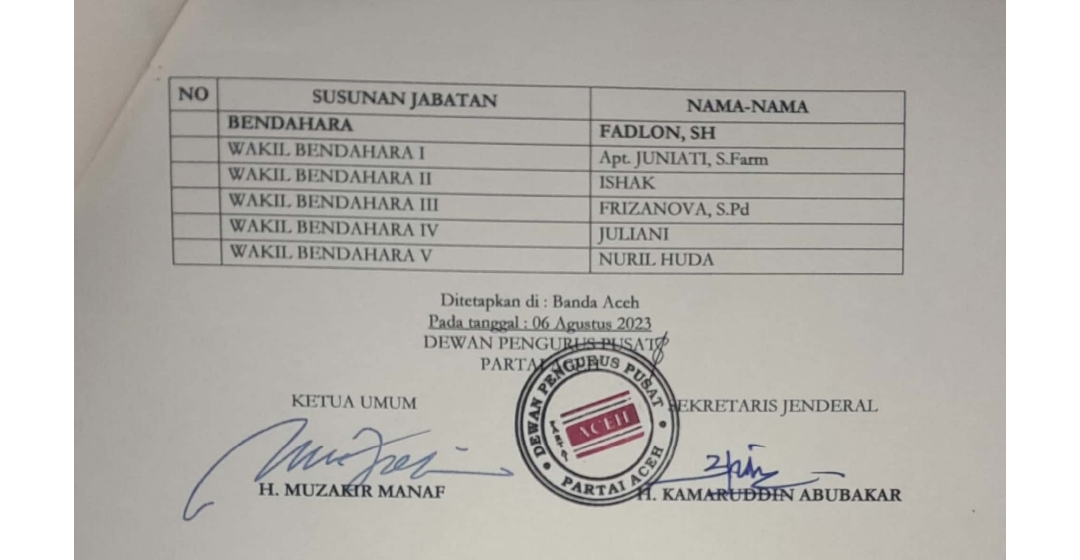 NO SUSUNAN JABATAN NAMA-NAMA
BENDAHARA FADLON, SH
WAKIL BENDAHARA I Apt. JUNIATI, S.Farm
WAKIL BENDAHARA II ISHAK
WAKIL BENDAHARA III FRIZANOVA, S.Pd
WAKIL BENDAHARA IV JULIANI
WAKIL BENDAHARA V NURIL HUDA
Ditetapkan di : Banda Aceh
Pada tanggal : 06 Agustus 2023
DEWAN PENGURUS PUSAT
PARTAI ACEH
KETUA UMUM SEKRETARIS JENDERAL
DEWAN PENGURUS PUSAT
ACEH
PARTAI ACEH
H. MUZAKIR MANAF H. KAMARUDDIN ABUBAKAR